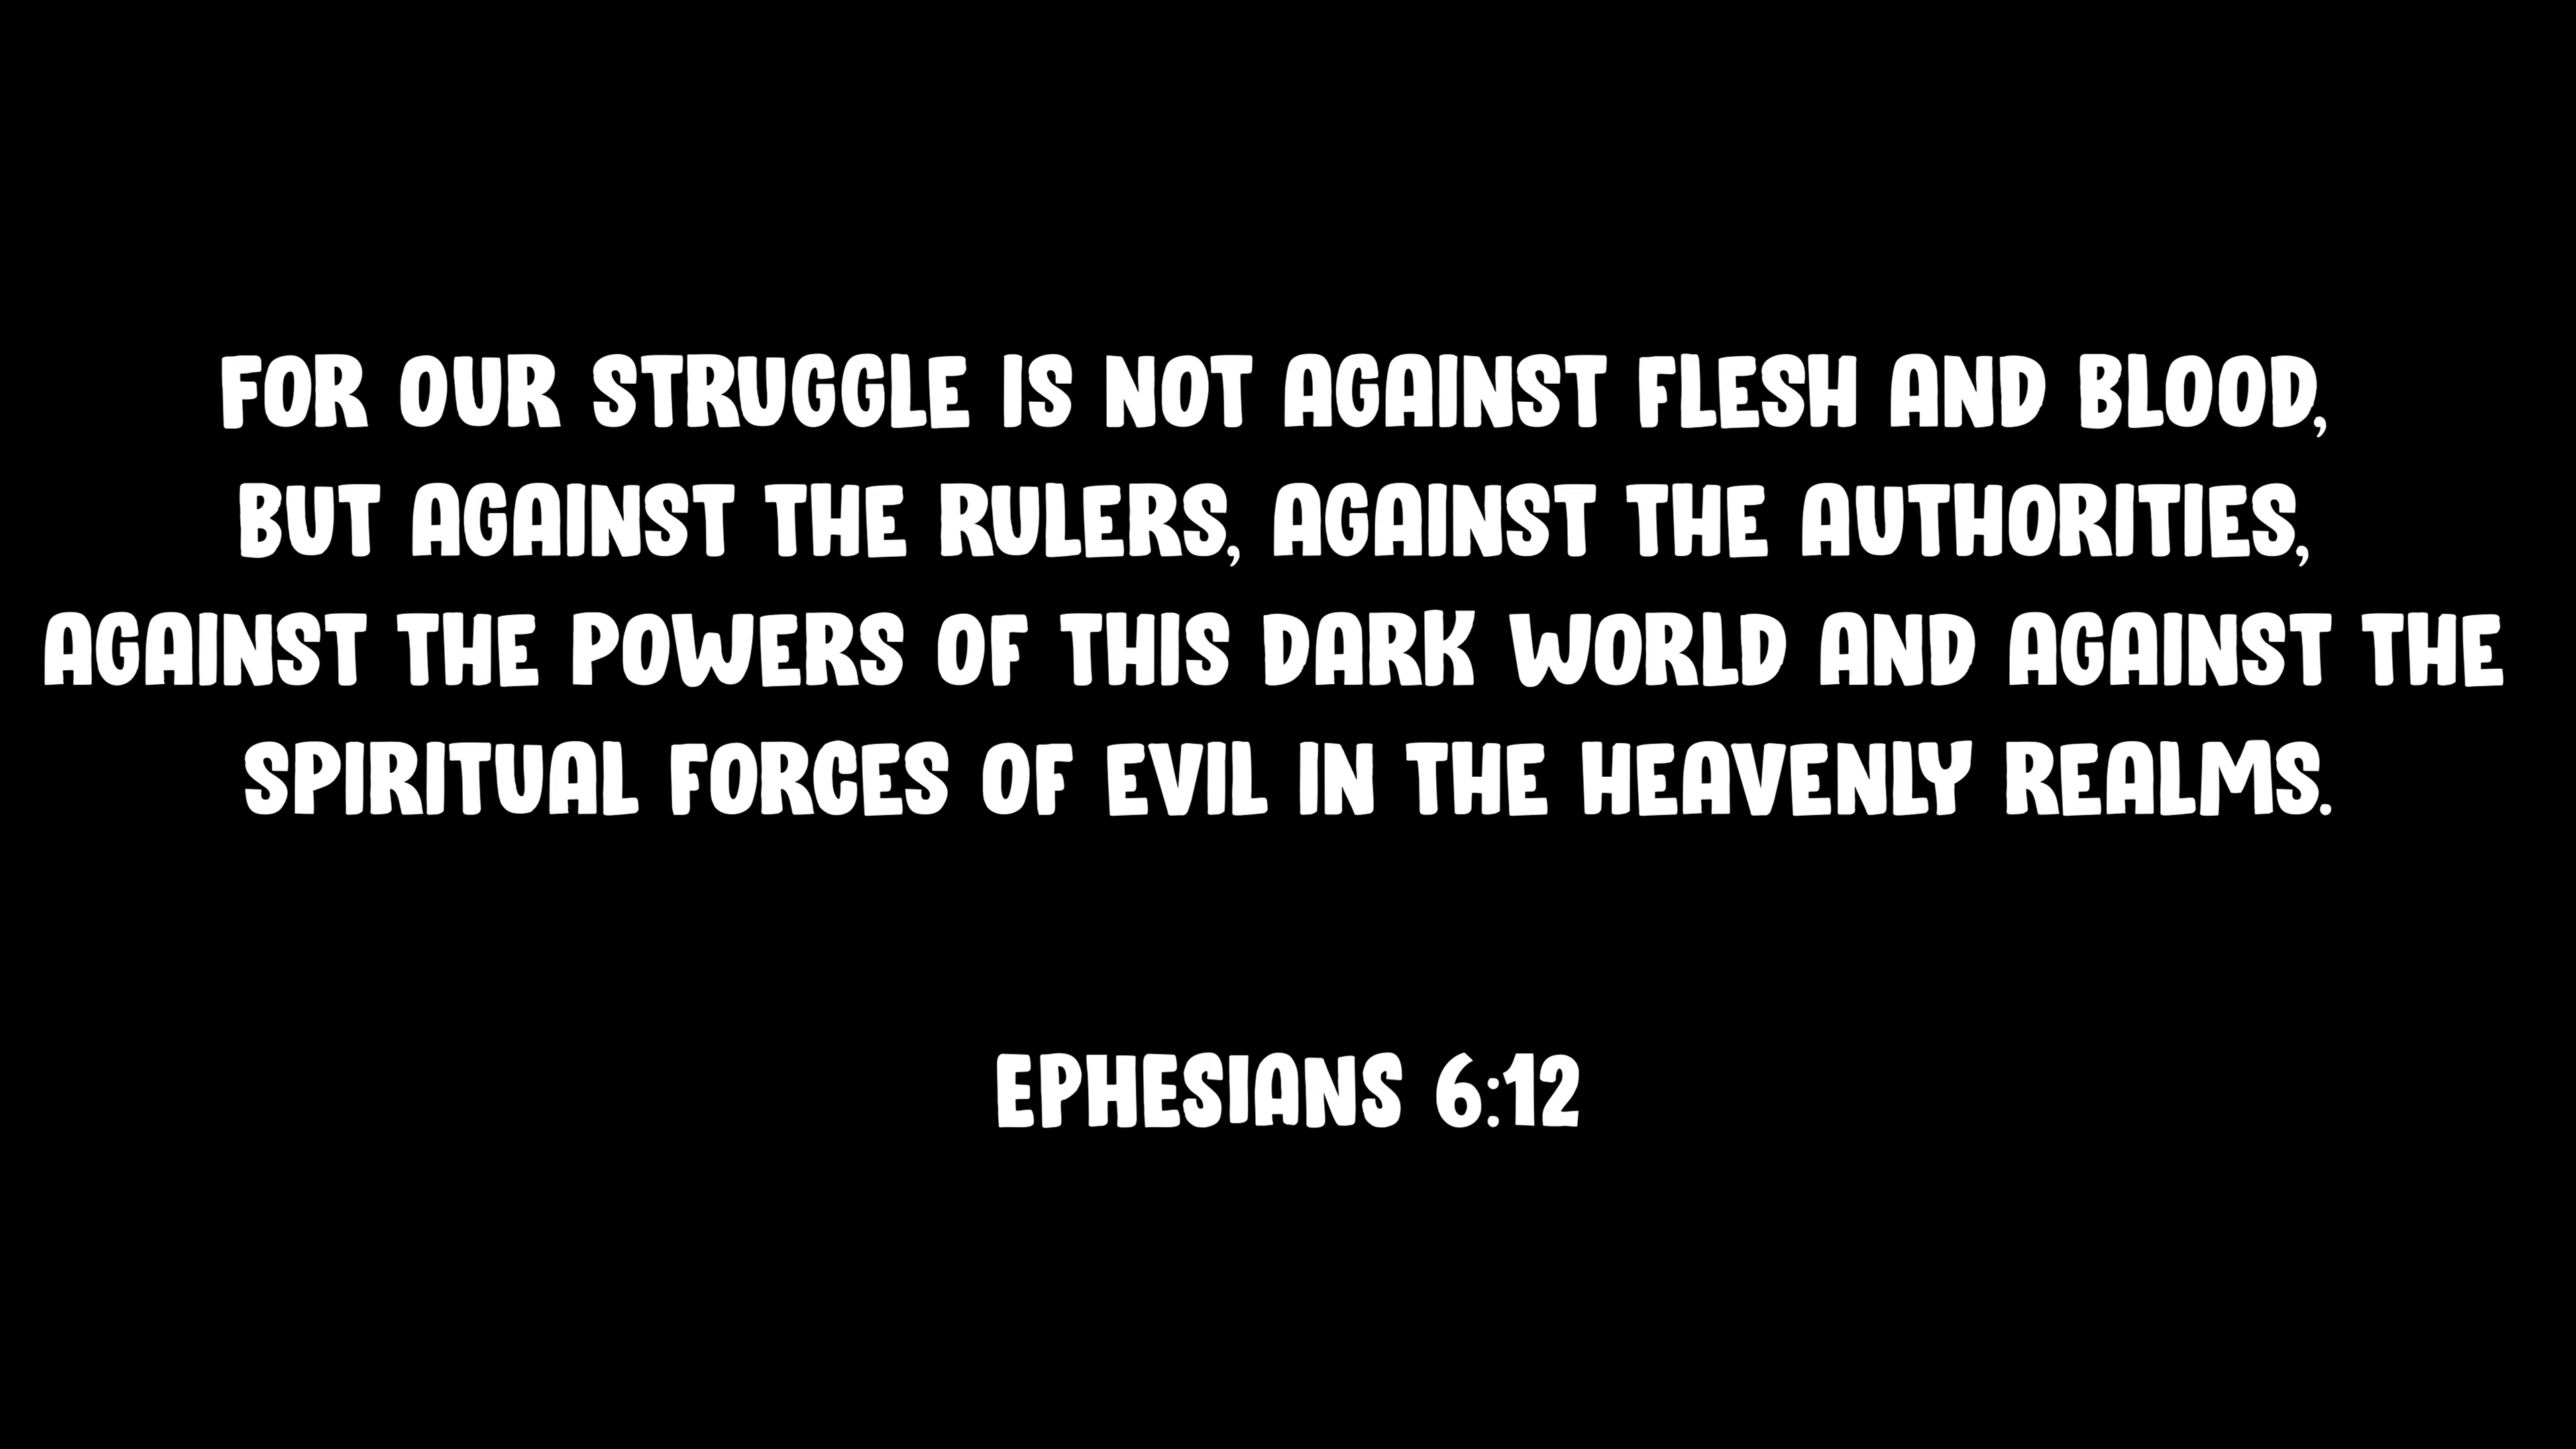 FOR OUR STRUGGLE IS NOT AGAINST FLESH AND BLOOD,
BUT AGAINST THE RULERS, AGAINST THE AUTHORITIES,
AGAINST THE POWERS OF THIS DARK WORLD AND AGAINST THE
SPIRITUAL FORCES OF EVIL IN THE HEAVENLY REALMS.
EPHESIANS 6:12